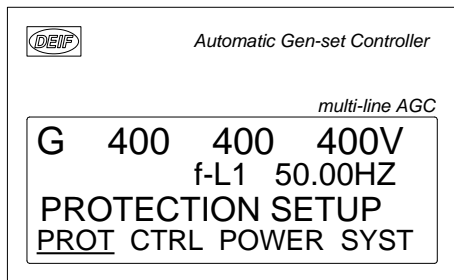 DEIF
Automatic Gen-set Controller
multi-line AGC
G 400 400 400V
f-L1 50.00HZ
PROTECTION SETUP
PROT CTRL POWER SYST